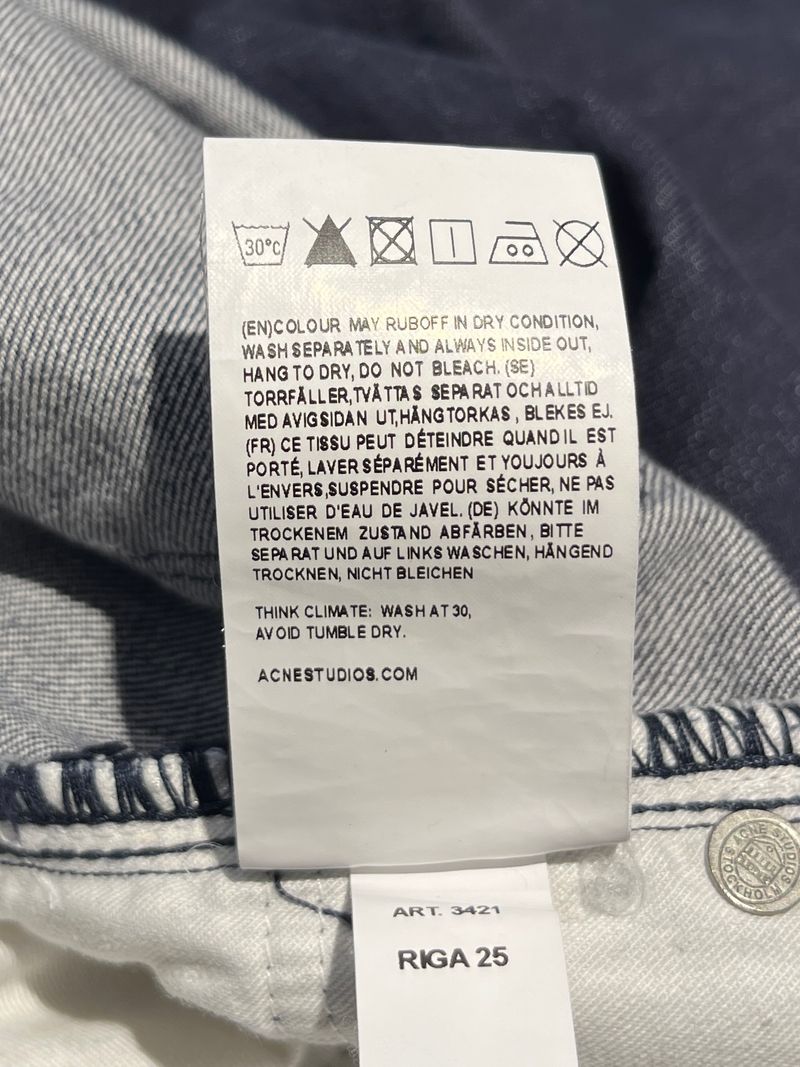 30°C
(EN)COLOUR MAY RUBOFF IN DRY CONDITION,
WASH SEPARATELY AND ALWAYS INSIDE OUT,
HANG TO DRY, DO NOT BLEACH. (SE)
TORRFÄLLER,TVÄTTAS SEPARAT OCH ALLTID
MED AVIGSIDAN UT,HÄNGTORKAS, BLEKES EJ.
(FR) CE TISSU PEUT DÉTEINDRE QUAND IL EST
PORTÉ, LAVER SÉPARÉMENT ET YOUJOURS À
L'ENVERS,SUSPENDRE POUR SÉCHER, NE PAS
UTILISER D'EAU DE JAVEL. (DE) KÖNNTE IM
TROCKENEM ZUSTAND ABFÄRBEN, BITTE
SEPARAT UND AUF LINKS WASCHEN, HÄNGEND
TROCKNEN, NICHT BLEICHEN
THINK CLIMATE: WASH AT 30,
AVOID TUMBLE DRY.
ACNESTUDIOS.COM
ACNE STUDIOS
STOCKHOLM
ART. 3421
RIGA 25